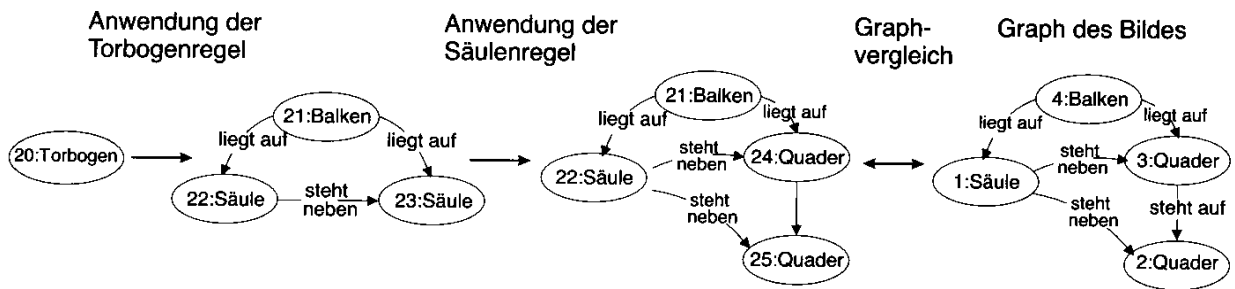 Anwendung der
Torbogenregel
Anwendung der
Säulenregel
Graph-
vergleich
Graph des Bildes
20:Torbogen
21:Balken
liegt auf
liegt auf
22:Säule
steht
neben
23:Säule
21:Balken
liegt auf
liegt auf
22:Säule
steht
neben
24:Quader
steht
neben
25:Quader
4:Balken
liegt auf
liegt auf
1:Säule
steht
neben
3:Quader
steht
neben
steht auf
2:Quader